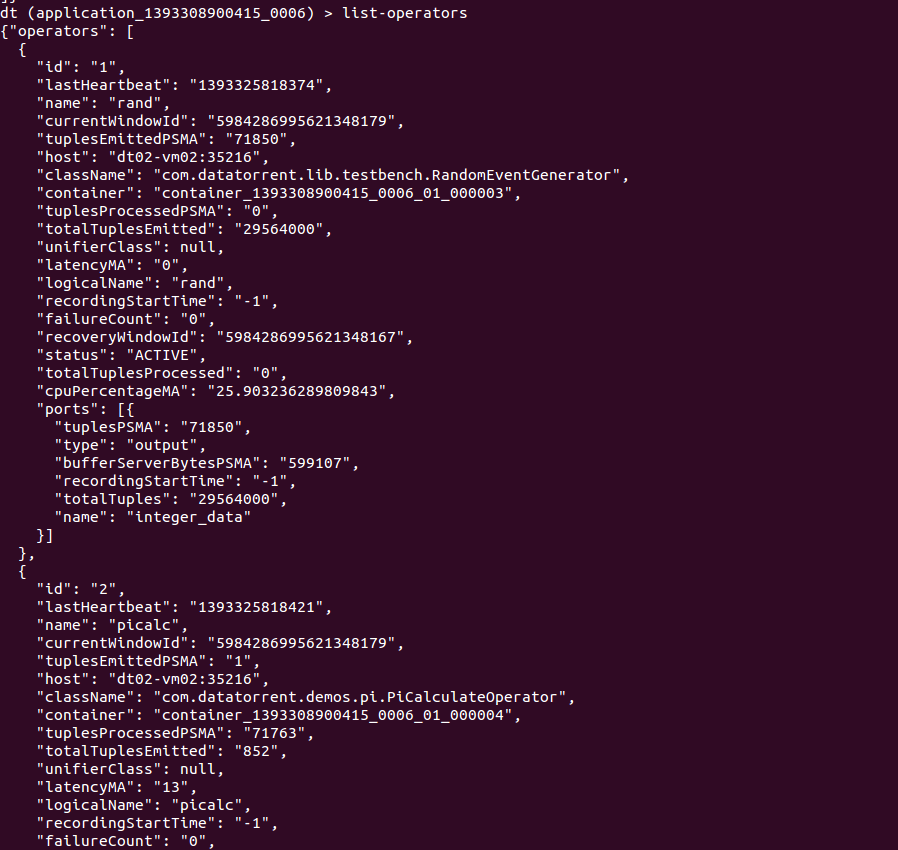 dt (application_1393308900415_0006) > list-operators
{"operators": [
  {
    "id": "1",
    "lastHeartbeat": "1393325818374",
    "name": "rand",
    "currentWindowId": "5984286995621348179",
    "tuplesEmittedPSMA": "71850",
    "host": "dt02-vm02:35216",
    "className": "com.datatorrent.lib.testbench.RandomEventGenerator",
    "container": "container_1393308900415_0006_01_000003",
    "tuplesProcessedPSMA": "0",
    "totalTuplesEmitted": "29564000",
    "unifierClass": null,
    "latencyMA": "0",
    "logicalName": "rand",
    "recordingStartTime": "-1",
    "failureCount": "0",
    "recoveryWindowId": "5984286995621348167",
    "status": "ACTIVE",
    "totalTuplesProcessed": "0",
    "cpuPercentageMA": "25.903236289809843",
    "ports": [{
      "tuplesPSMA": "71850",
      "type": "output",
      "bufferServerBytesPSMA": "599107",
      "recordingStartTime": "-1",
      "totalTuples": "29564000",
      "name": "integer_data"
    }]
  },
  {
    "id": "2",
    "lastHeartbeat": "1393325818421",
    "name": "picalc",
    "currentWindowId": "5984286995621348179",
    "tuplesEmittedPSMA": "1",
    "host": "dt02-vm02:35216",
    "className": "com.datatorrent.demos.pi.PiCalculateOperator",
    "container": "container_1393308900415_0006_01_000004",
    "tuplesProcessedPSMA": "71763",
    "totalTuplesEmitted": "852",
    "unifierClass": null,
    "latencyMA": "13",
    "logicalName": "picalc",
    "recordingStartTime": "-1",
    "failureCount": "0",